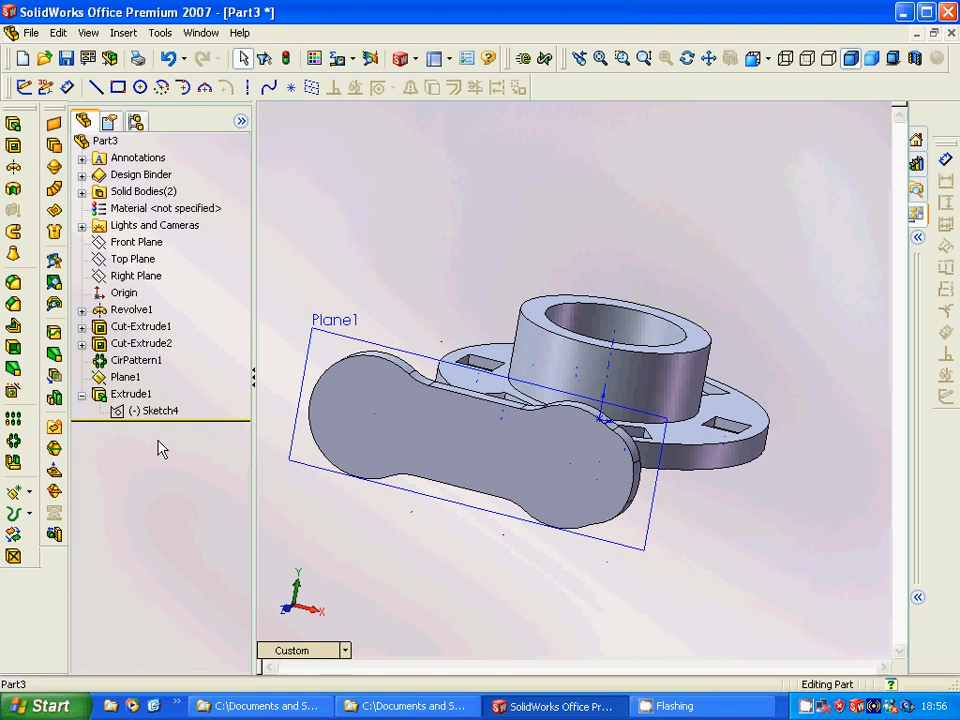 SolidWorks Office Premium 2007 - [Part3 *]
File Edit View Insert Tools Window Help
Part3
Annotations
Design Binder
Solid Bodies(2)
Material <not specified>
Lights and Cameras
Front Plane
Top Plane
Right Plane
Origin
Revolve1
Cut-Extrude1
Cut-Extrude2
CirPattern1
Plane1
Extrude1
(-) Sketch4
Plane1
Y
X
Z
Custom
Part3
Editing Part
Start
C:\Documents and S...
C:\Documents and S...
SolidWorks Office Pr...
Flashing
18:56